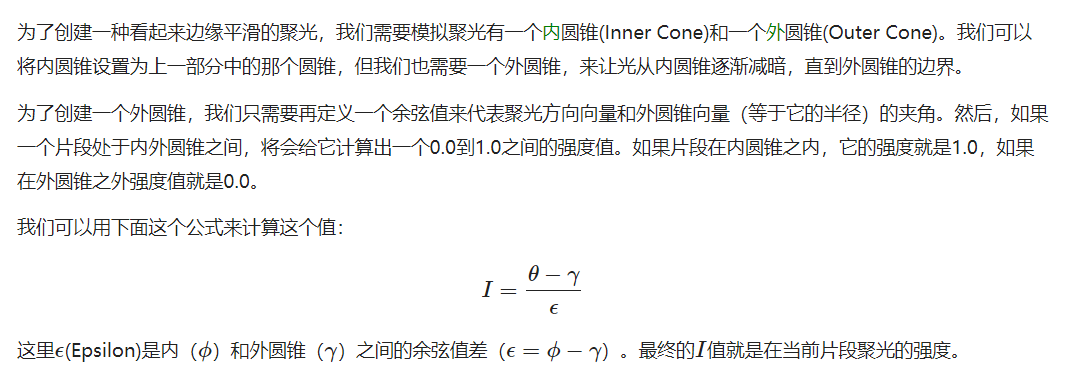 为了创建一种看起来边缘平滑的聚光，我们需要模拟聚光有一个内圆锥(Inner Cone)和一个外圆锥(Outer Cone)。我们可以
将内圆锥设置为上一部分中的那个圆锥，但我们也需要一个外圆锥，来让光从内圆锥逐渐减暗，直到外圆锥的边界。
为了创建一个外圆锥，我们只需要再定义一个余弦值来代表聚光方向向量和外圆锥向量（等于它的半径）的夹角。然后，如果
一个片段处于内外圆锥之间，将会给它计算出一个0.0到1.0之间的强度值。如果片段在内圆锥之内，它的强度就是1.0，如果
在外圆锥之外强度值就是0.0。
我们可以用下面这个公式来计算这个值：
I = \frac{θ − γ}{ϵ}
这里ϵ(Epsilon)是内（ϕ）和外圆锥（γ）之间的余弦值差（ϵ = ϕ − γ）。最终的I值就是在当前片段聚光的强度。